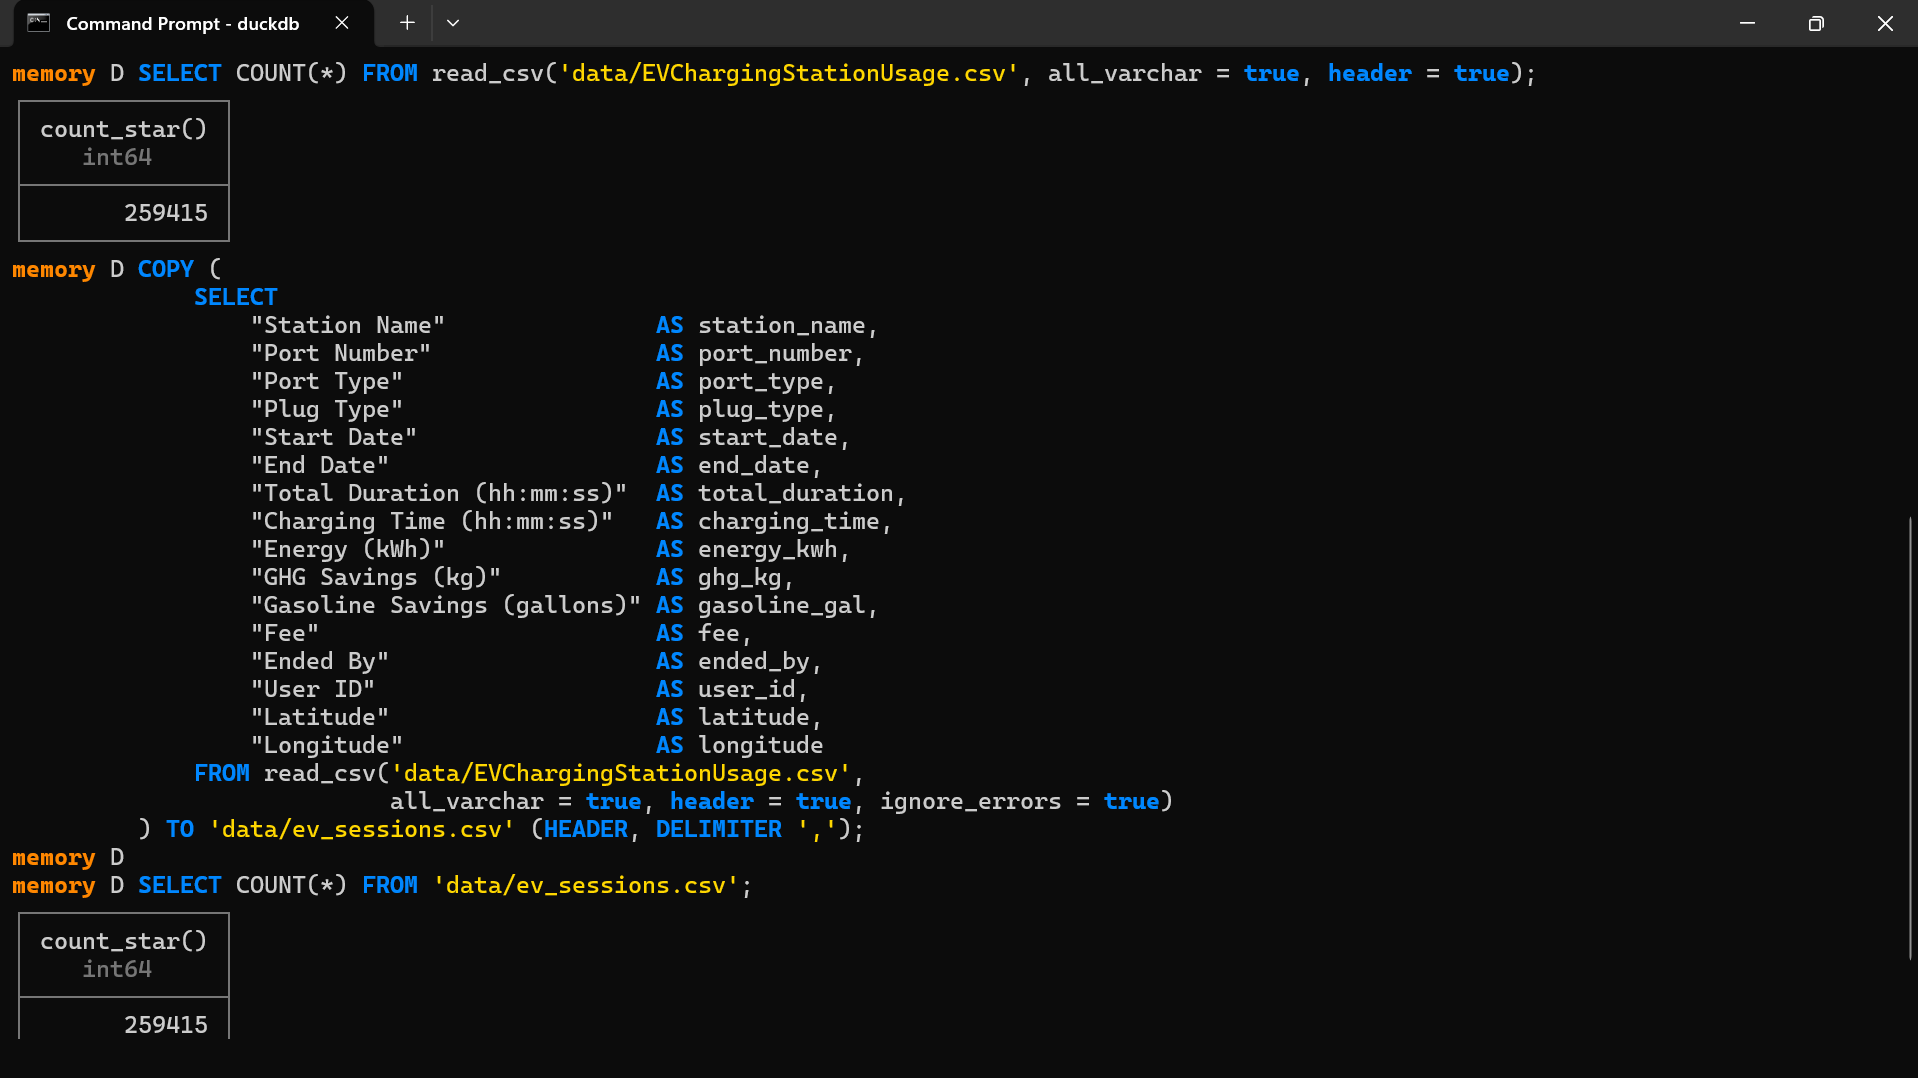 Command Prompt - duckdb
memory D SELECT COUNT(*) FROM read_csv('data/EVChargingStationUsage.csv', all_varchar = true, header = true);
count_star()
int64
259415
memory D COPY (
SELECT
"Station Name" AS station_name,
"Port Number" AS port_number,
"Port Type" AS port_type,
"Plug Type" AS plug_type,
"Start Date" AS start_date,
"End Date" AS end_date,
"Total Duration (hh:mm:ss)" AS total_duration,
"Charging Time (hh:mm:ss)" AS charging_time,
"Energy (kWh)" AS energy_kwh,
"GHG Savings (kg)" AS ghg_kg,
"Gasoline Savings (gallons)" AS gasoline_gal,
"Fee" AS fee,
"Ended By" AS ended_by,
"User ID" AS user_id,
"Latitude" AS latitude,
"Longitude" AS longitude
FROM read_csv('data/EVChargingStationUsage.csv',
all_varchar = true, header = true, ignore_errors = true)
) TO 'data/ev_sessions.csv' (HEADER, DELIMITER ',');
memory D
memory D SELECT COUNT(*) FROM 'data/ev_sessions.csv';
count_star()
int64
259415